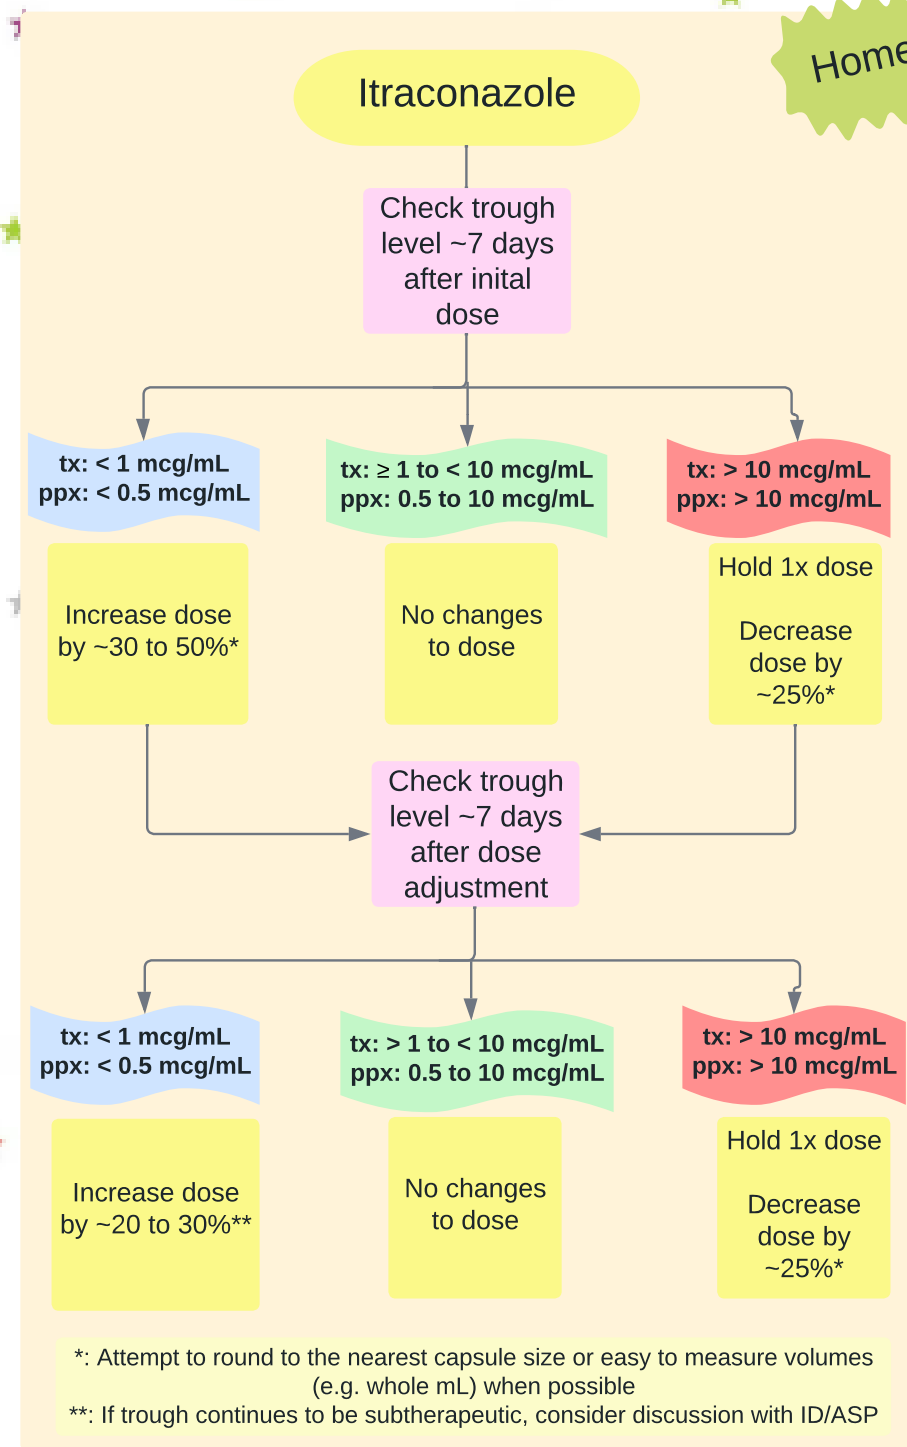 Home
Itraconazole
Check trough
level ~7 days
after inital
dose
tx: < 1 mcg/mL
ppx: < 0.5 mcg/mL
tx: ≥ 1 to < 10 mcg/mL
ppx: 0.5 to 10 mcg/mL
tx: > 10 mcg/mL
ppx: > 10 mcg/mL
Increase dose
by ~30 to 50%*
No changes
to dose
Hold 1x dose
Decrease
dose by
~25%*
Check trough
level ~7 days
after dose
adjustment
tx: < 1 mcg/mL
ppx: < 0.5 mcg/mL
tx: > 1 to < 10 mcg/mL
ppx: 0.5 to 10 mcg/mL
tx: > 10 mcg/mL
ppx: > 10 mcg/mL
Increase dose
by ~20 to 30%**
No changes
to dose
Hold 1x dose
Decrease
dose by
~25%*
*: Attempt to round to the nearest capsule size or easy to measure volumes
(e.g. whole mL) when possible
**: If trough continues to be subtherapeutic, consider discussion with ID/ASP